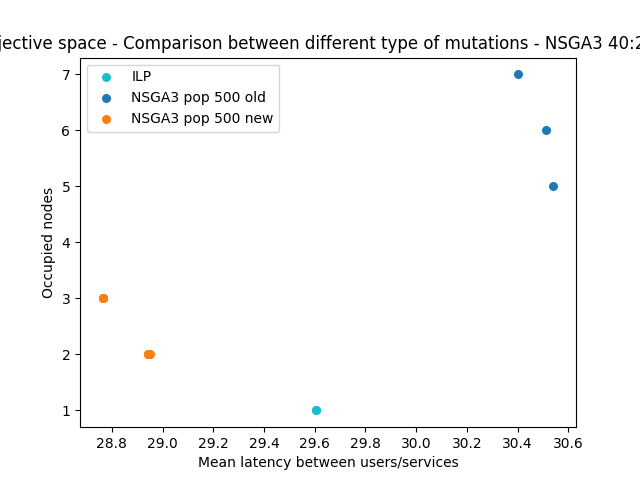 jective space - Comparison between different type of mutations - NSGA3 40:2
7
6
5
4
3
2
1
Occupied nodes
ILP
NSGA3 pop 500 old
NSGA3 pop 500 new
28.8 29.0 29.2 29.4 29.6 29.8 30.0 30.2 30.4 30.6
Mean latency between users/services